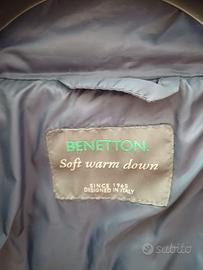 BENETTON.
Soft warm down
SINCE 1965
DESIGNED IN ITALY
subito